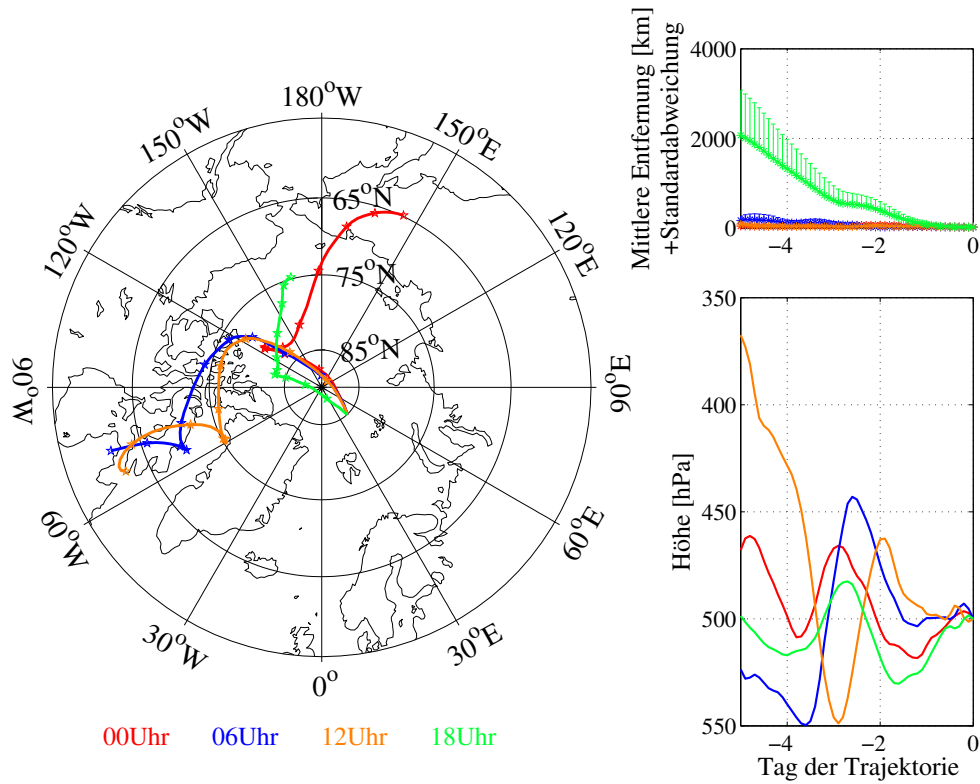 180°W
150°W
150°E
120°W
120°E
90°W
90°E
60°W
60°E
30°W
30°E
0°
65°N
75°N
85°N
00Uhr 06Uhr 12Uhr 18Uhr
Mittlere Entfernung [km]
+Standardabweichung
4000
2000
0
−4 −2 0
Höhe [hPa]
350
400
450
500
550
−4 −2 0
Tag der Trajektorie